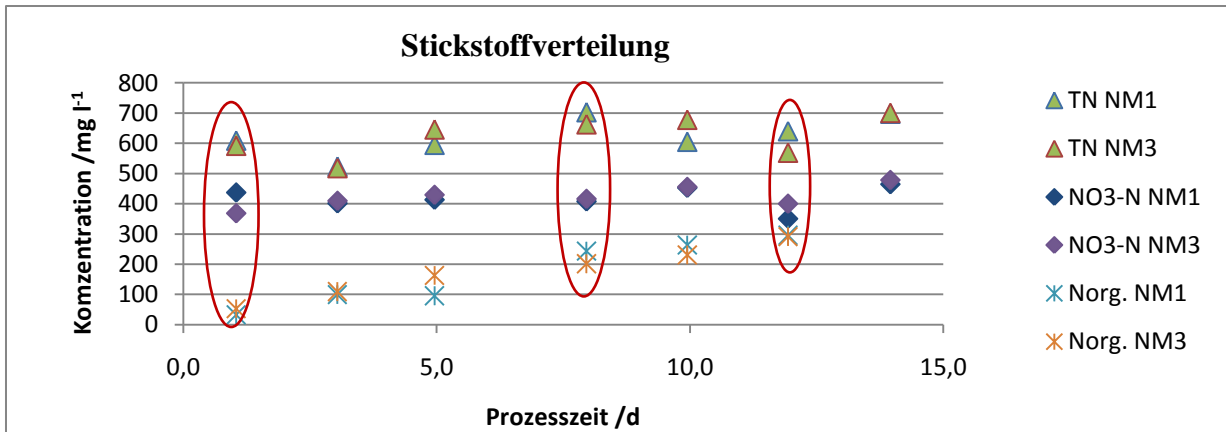 Stickstoffverteilung
Komzentration /mg l-1
800
700
600
500
400
300
200
100
0
0,0 5,0 10,0 15,0
Prozesszeit /d
TN NM1
TN NM3
NO3-N NM1
NO3-N NM3
Norg. NM1
Norg. NM3